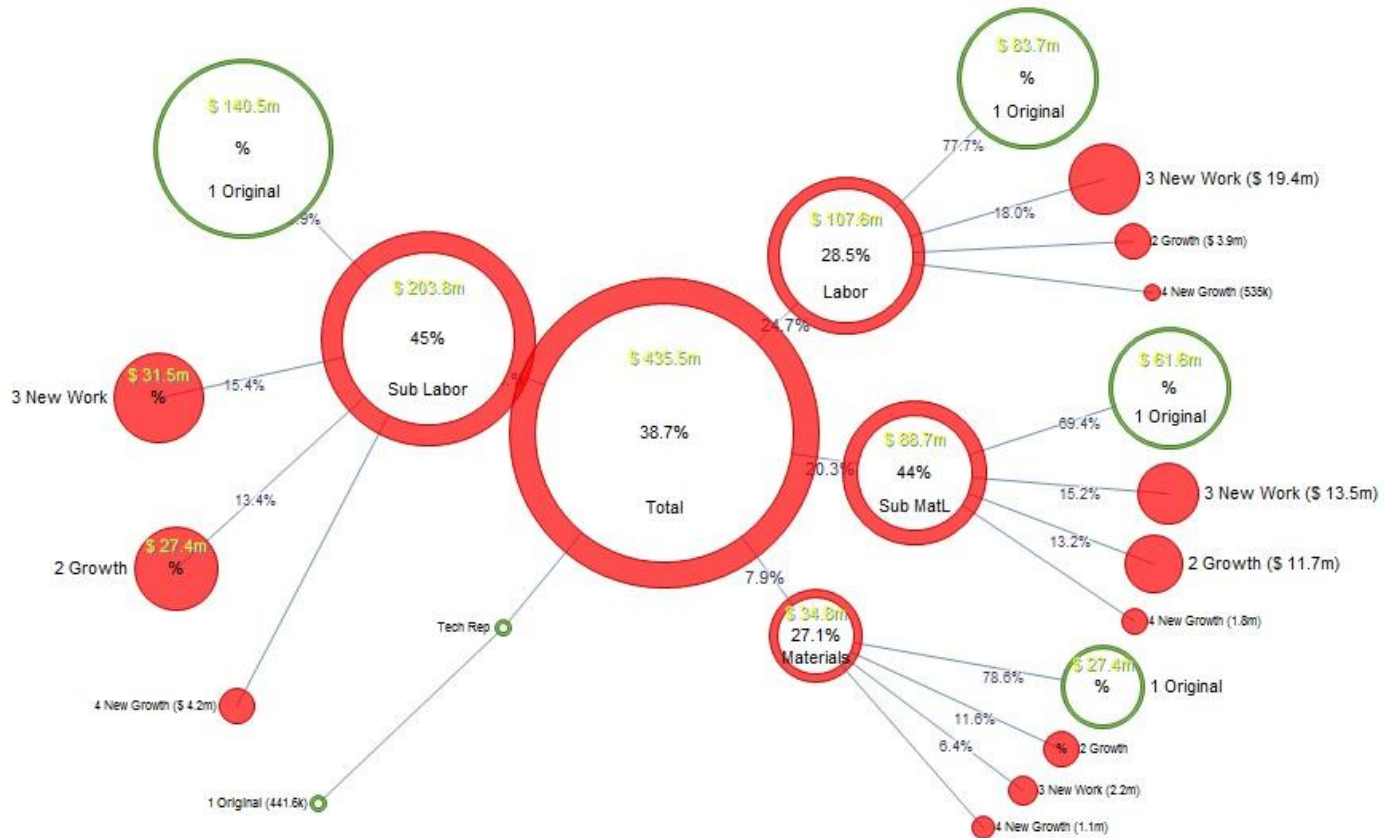 $ 140.5m
%
1 Original
$ 203.8m
45%
Sub Labor
15.4%
3 New Work
$ 31.5m
%
13.4%
2 Growth
$ 27.4m
%
4 New Growth ($ 4.2m)
$ 435.5m
38.7%
Total
Tech Rep
1 Original (441.6k)
24.7%
$ 107.6m
28.5%
Labor
77.7%
$ 83.7m
%
1 Original
18.0%
3 New Work ($ 19.4m)
2 Growth ($ 3.9m)
4 New Growth (535k)
20.3%
$ 88.7m
44%
Sub MatL
69.4%
$ 61.6m
%
1 Original
15.2%
3 New Work ($ 13.5m)
13.2%
2 Growth ($ 11.7m)
4 New Growth (1.8m)
7.9%
$ 34.8m
27.1%
Materials
78.6%
$ 27.4m
%
1 Original
11.6%
%
2 Growth
6.4%
3 New Work (2.2m)
4 New Growth (1.1m)